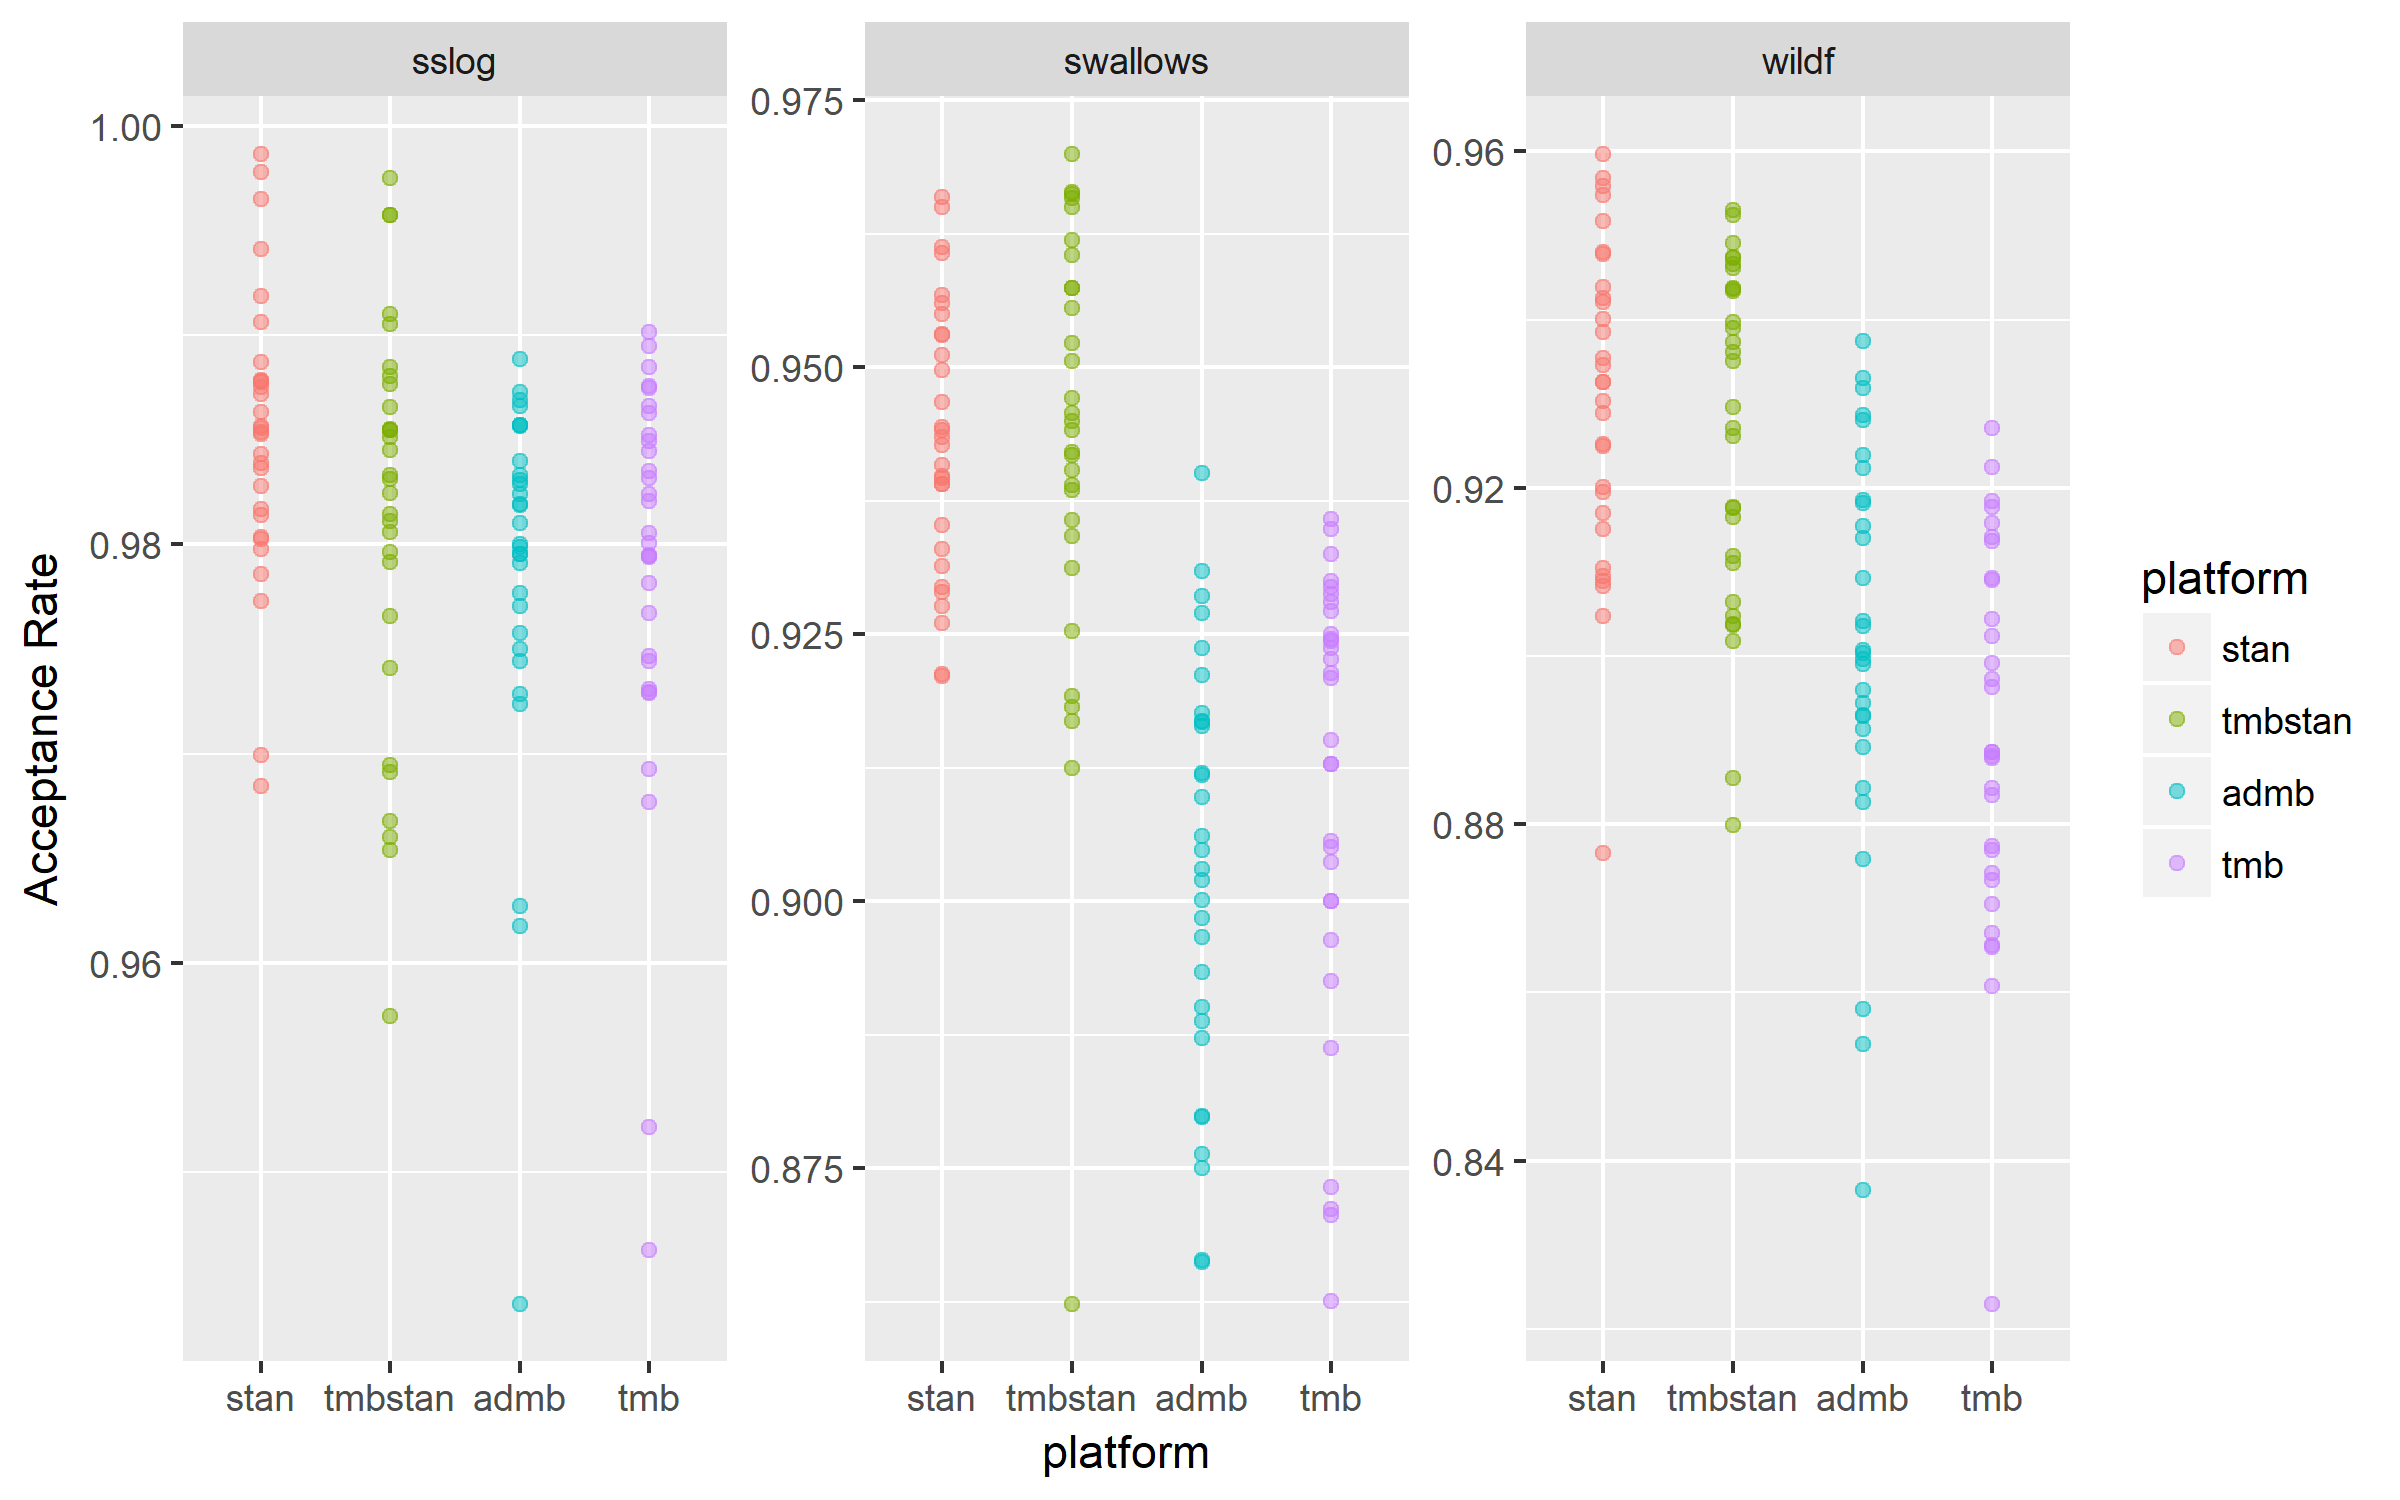 sslog
swallows
wildf
Acceptance Rate
1.00
0.98
0.96
0.975
0.950
0.925
0.900
0.875
0.96
0.92
0.88
0.84
stan tmbstan admb tmb
stan tmbstan admb tmb
stan tmbstan admb tmb
platform
platform
stan
tmbstan
admb
tmb